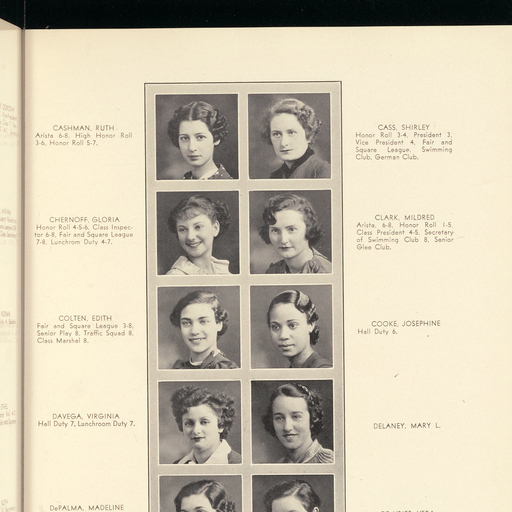 CASHMAN, RUTH
Arista 6-8, High Honor Roll
3-6, Honor Roll 5-7.
CASS, SHIRLEY
Honor Roll 3-4, President 3,
Vice President 4, Fair and
Square League, Swimming
Club, German Club.
CHERNOFF, GLORIA
Honor Roll 4-5-6, Class Inspec-
tor 6-8, Fair and Square League
7-8, Lunchrom Duty 4-7.
CLARK, MILDRED
Arista, 6-8, Honor Roll 1-5,
Class President 4-5, Secretary
of Swimming Club 8, Senior
Glee Club.
COLTEN, EDITH
Fair and Square League 3-8,
Senior Play 8, Traffic Squad 8,
Class Marshal 8.
COOKE, JOSEPHINE
Hall Duty 6.
DAVEGA, VIRGINIA
Hall Duty 7, Lunchroom Duty 7.
DELANEY, MARY L.
DePALMA, MADELINE